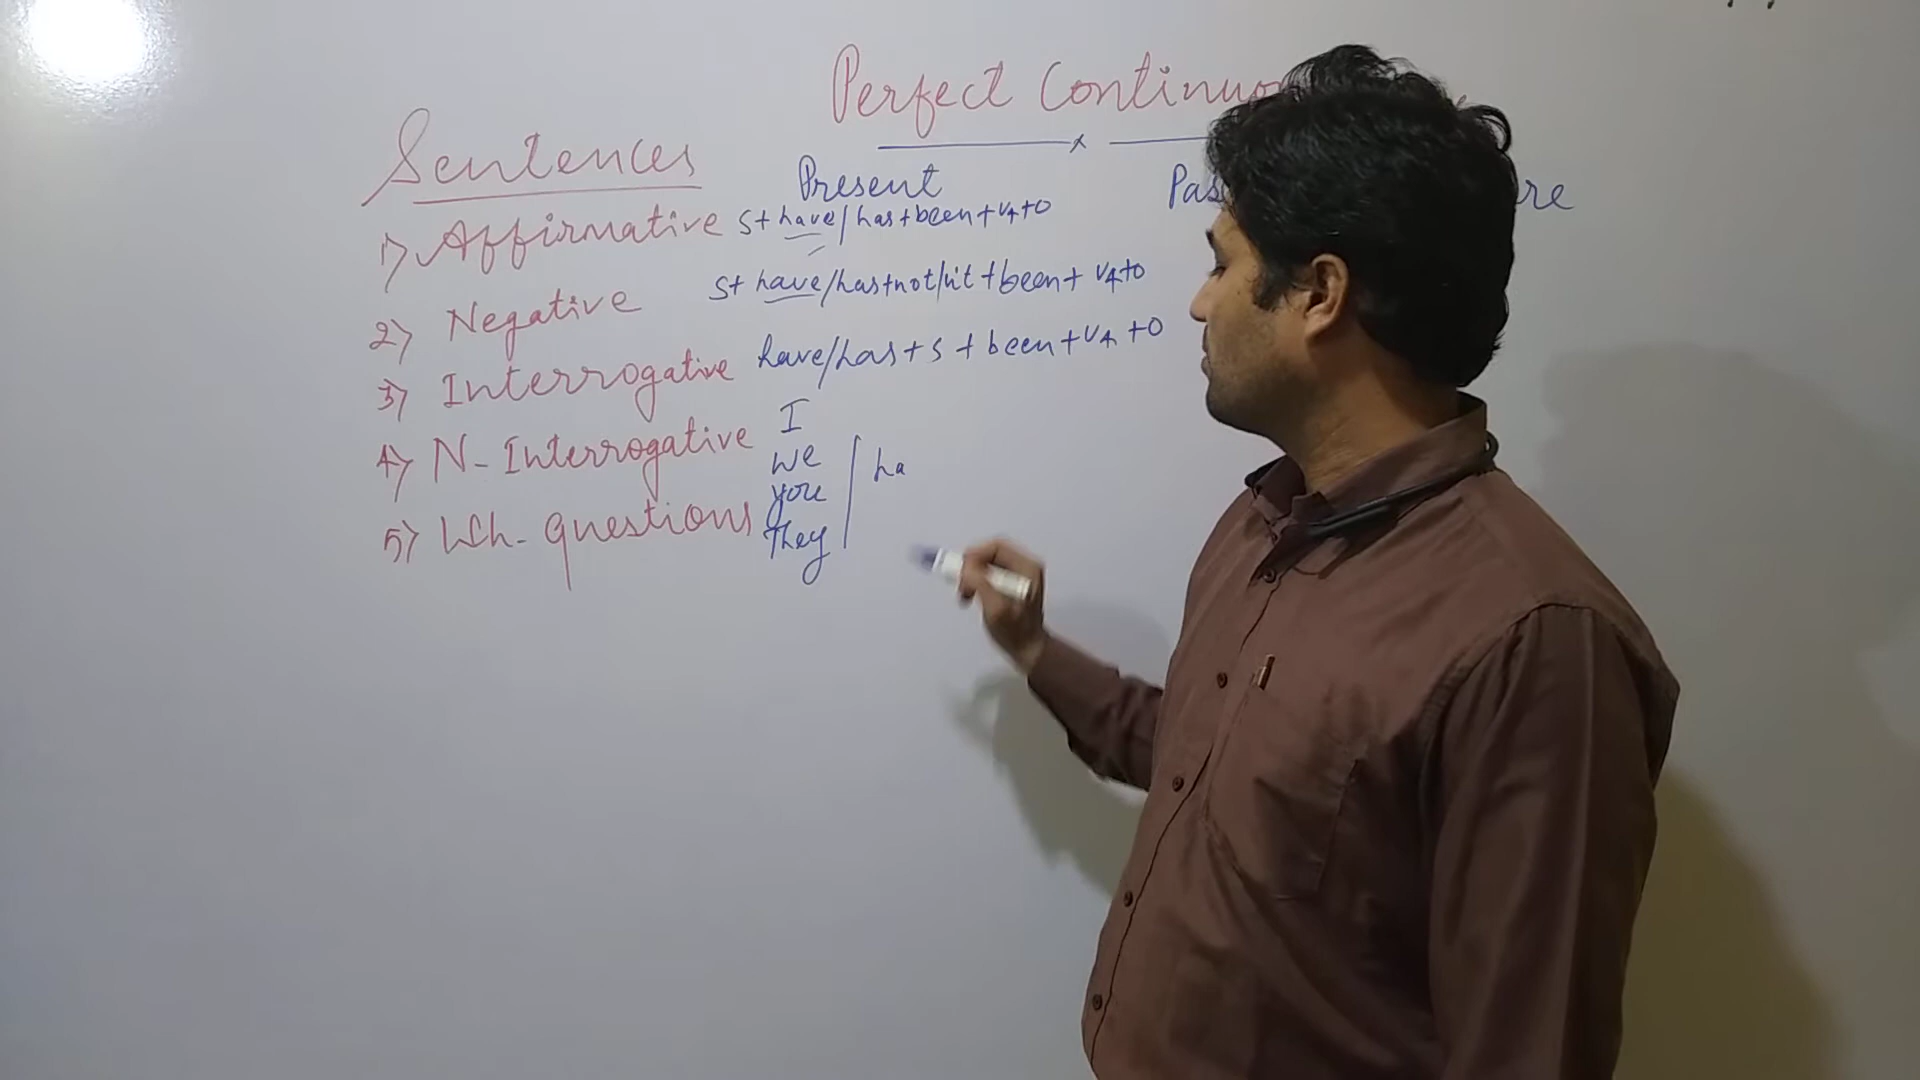 Perfect Continuo
Sentences
Present Pas re
1) Affirmative S+ have/has+been+v4+o
2) Negative S+ have/has+not/n't+been+v4+o
3) Interrogative have/has+s+been+v4+o
4) N-Interrogative I
we ha
you
5) Wh-questions They